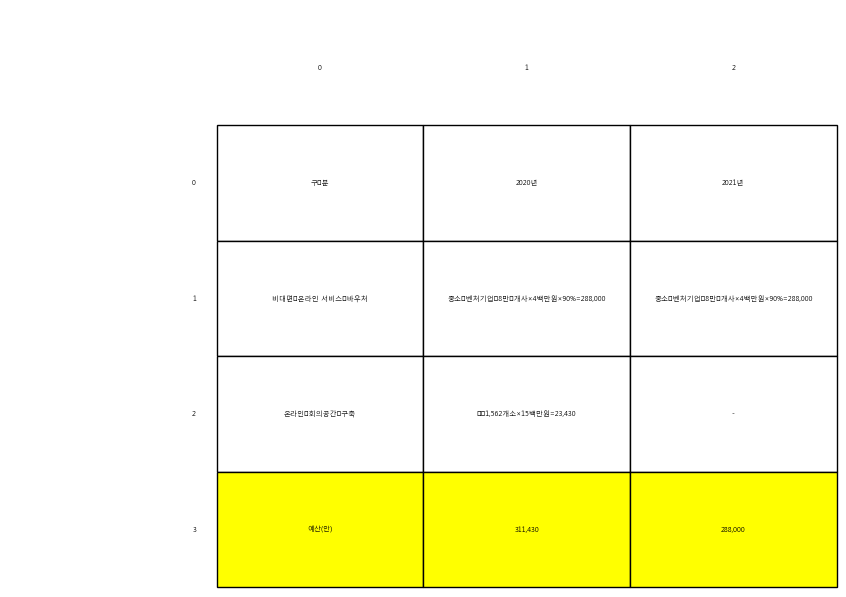 0 1 2
0 구□분 2020년 2021년
1 비대면□온라인 서비스□바우처 중소□벤처기업□8만□개사×4백만원×90%=288,000 중소□벤처기업□8만□개사×4백만원×90%=288,000
2 온라인□회의공간□구축 □□1,562개소×15백만원=23,430 -
3 예산(안) 311,430 288,000